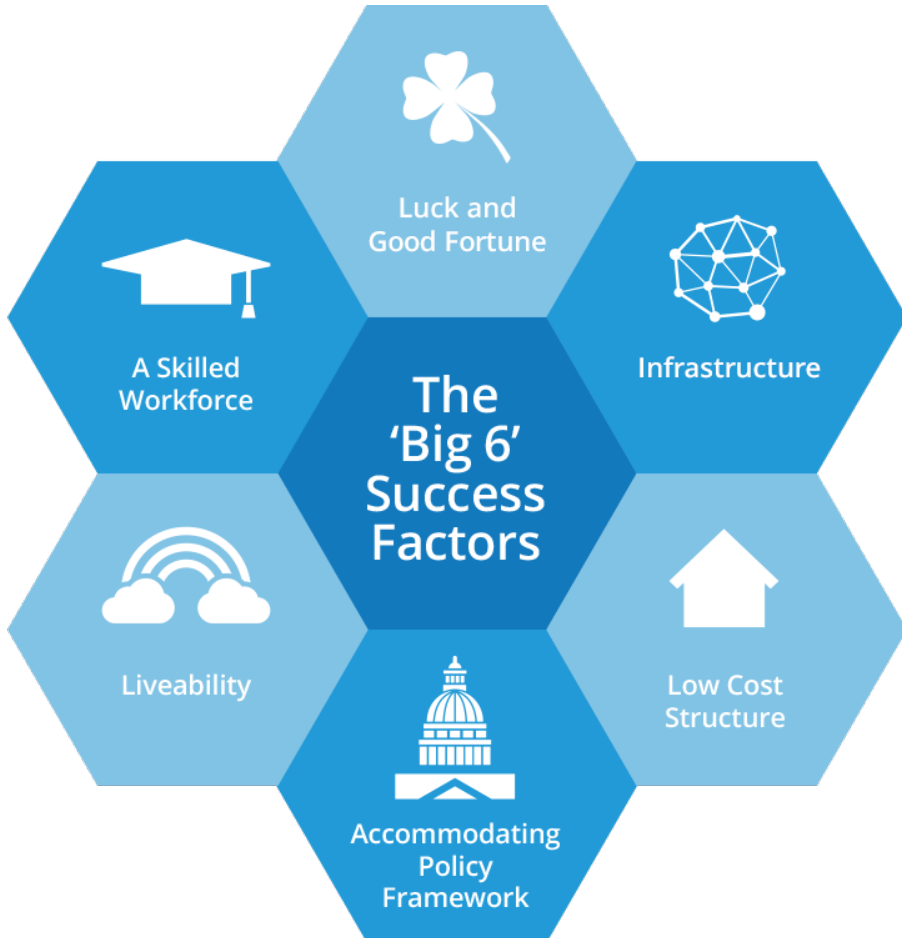 The
‘Big 6’
Success
Factors
Luck and
Good Fortune
Infrastructure
Low Cost
Structure
Accommodating
Policy
Framework
Liveability
A Skilled
Workforce